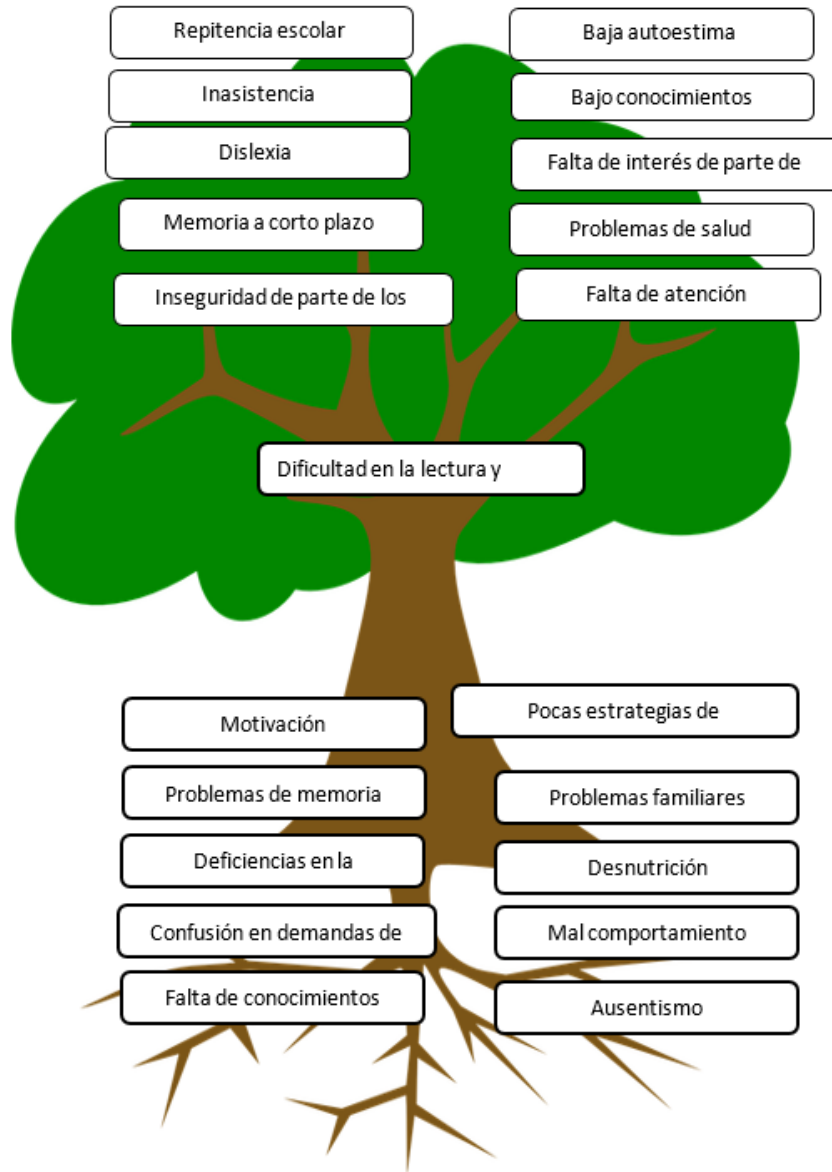 Repitencia escolar
Baja autoestima
Inasistencia
Bajo conocimientos
Dislexia
Falta de interés de parte de
Memoria a corto plazo
Problemas de salud
Inseguridad de parte de los
Falta de atención
Dificultad en la lectura y
Motivación
Pocas estrategias de
Problemas de memoria
Problemas familiares
Deficiencias en la
Desnutrición
Confusión en demandas de
Mal comportamiento
Falta de conocimientos
Ausentismo